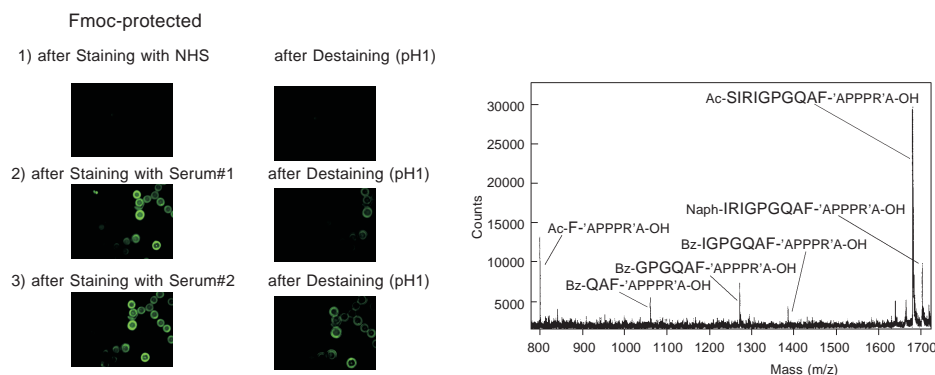 Fmoc-protected
1) after Staining with NHS
after Destaining (pH1)
2) after Staining with Serum#1
after Destaining (pH1)
3) after Staining with Serum#2
after Destaining (pH1)
30000
25000
20000
15000
10000
5000
Counts
800 900 1000 1100 1200 1300 1400 1500 1600 1700
Mass (m/z)
Ac-SIRIGPGQAF-'APPPR'A-OH
Naph-IRIGPGQAF-'APPPR'A-OH
Ac-F-'APPPR'A-OH
Bz-IGPGQAF-'APPPR'A-OH
Bz-GPGQAF-'APPPR'A-OH
Bz-QAF-'APPPR'A-OH